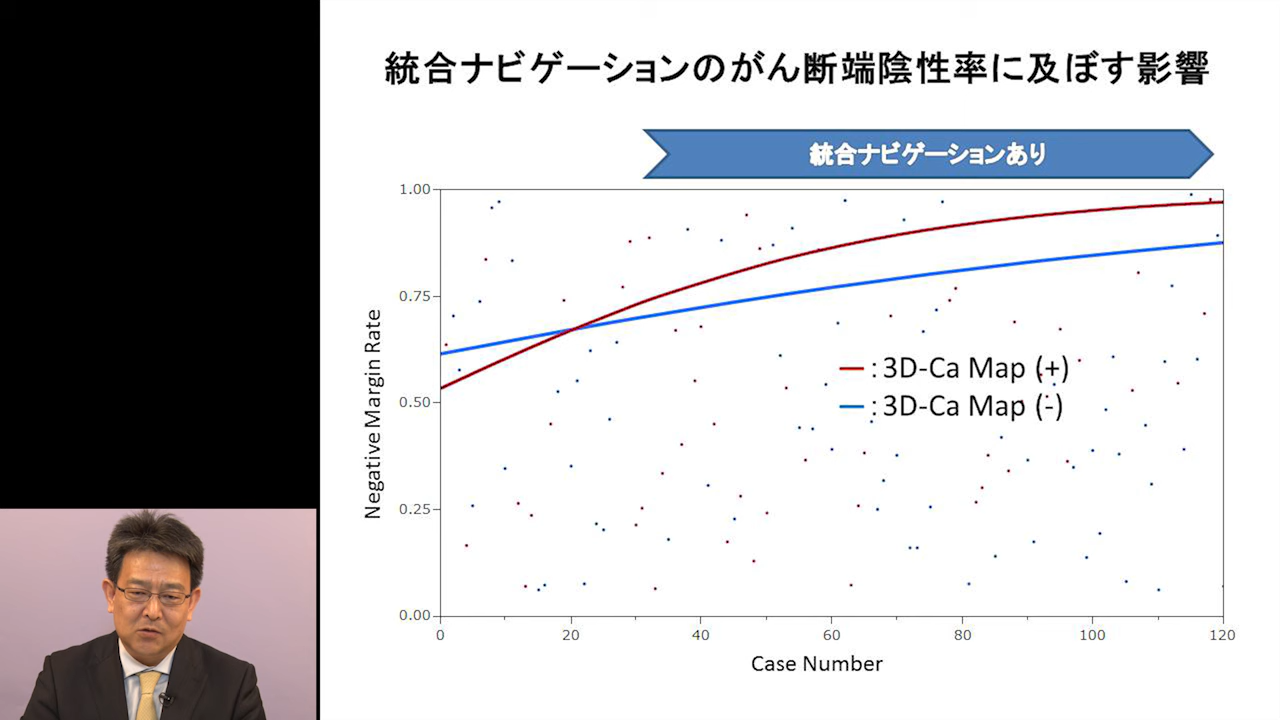 統合ナビゲーションのがん断端陰性率に及ぼす影響
統合ナビゲーションあり
1.00
0.75
0.50
0.25
0.00
Negative Margin Rate
: 3D-Ca Map (+)
: 3D-Ca Map (-)
0 20 40 60 80 100 120
Case Number